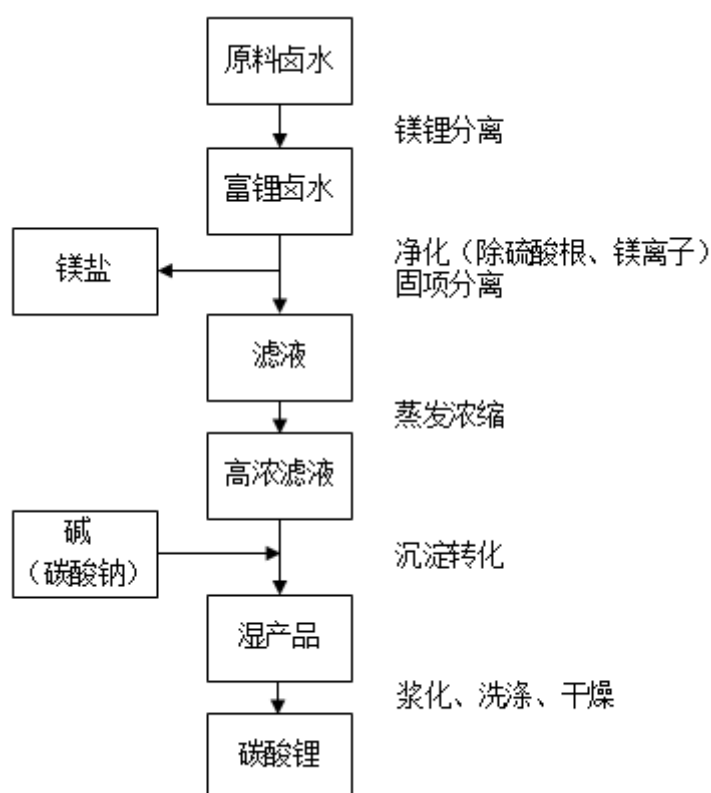 原料卤水
镁锂分离
富锂卤水
净化（除硫酸根、镁离子）
固项分离
镁盐
滤液
蒸发浓缩
高浓滤液
碱
（碳酸钠）
沉淀转化
湿产品
浆化、洗涤、干燥
碳酸锂